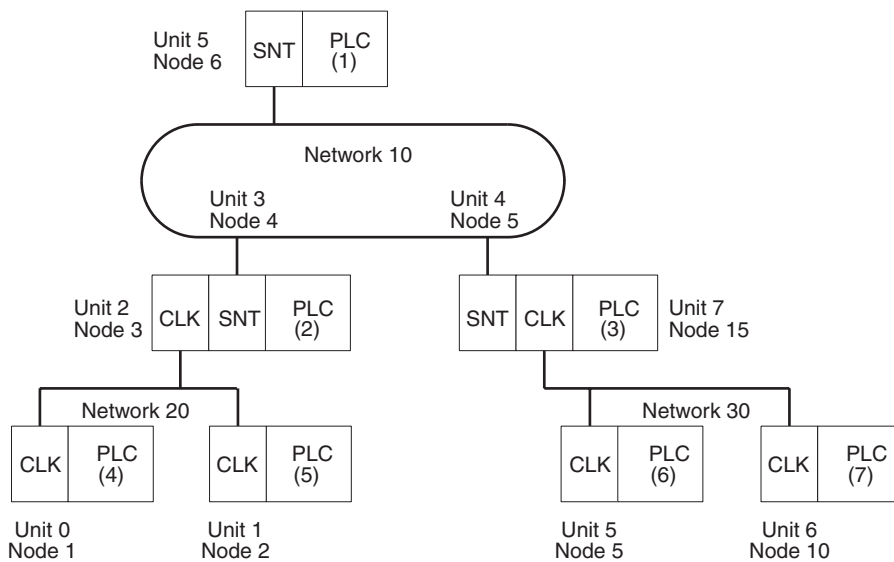 Unit 5
Node 6
SNT
PLC
(1)
Network 10
Unit 3
Node 4
Unit 4
Node 5
Unit 2
Node 3
CLK
SNT
PLC
(2)
SNT
CLK
PLC
(3)
Unit 7
Node 15
Network 20
Network 30
CLK
PLC
(4)
CLK
PLC
(5)
CLK
PLC
(6)
CLK
PLC
(7)
Unit 0
Node 1
Unit 1
Node 2
Unit 5
Node 5
Unit 6
Node 10